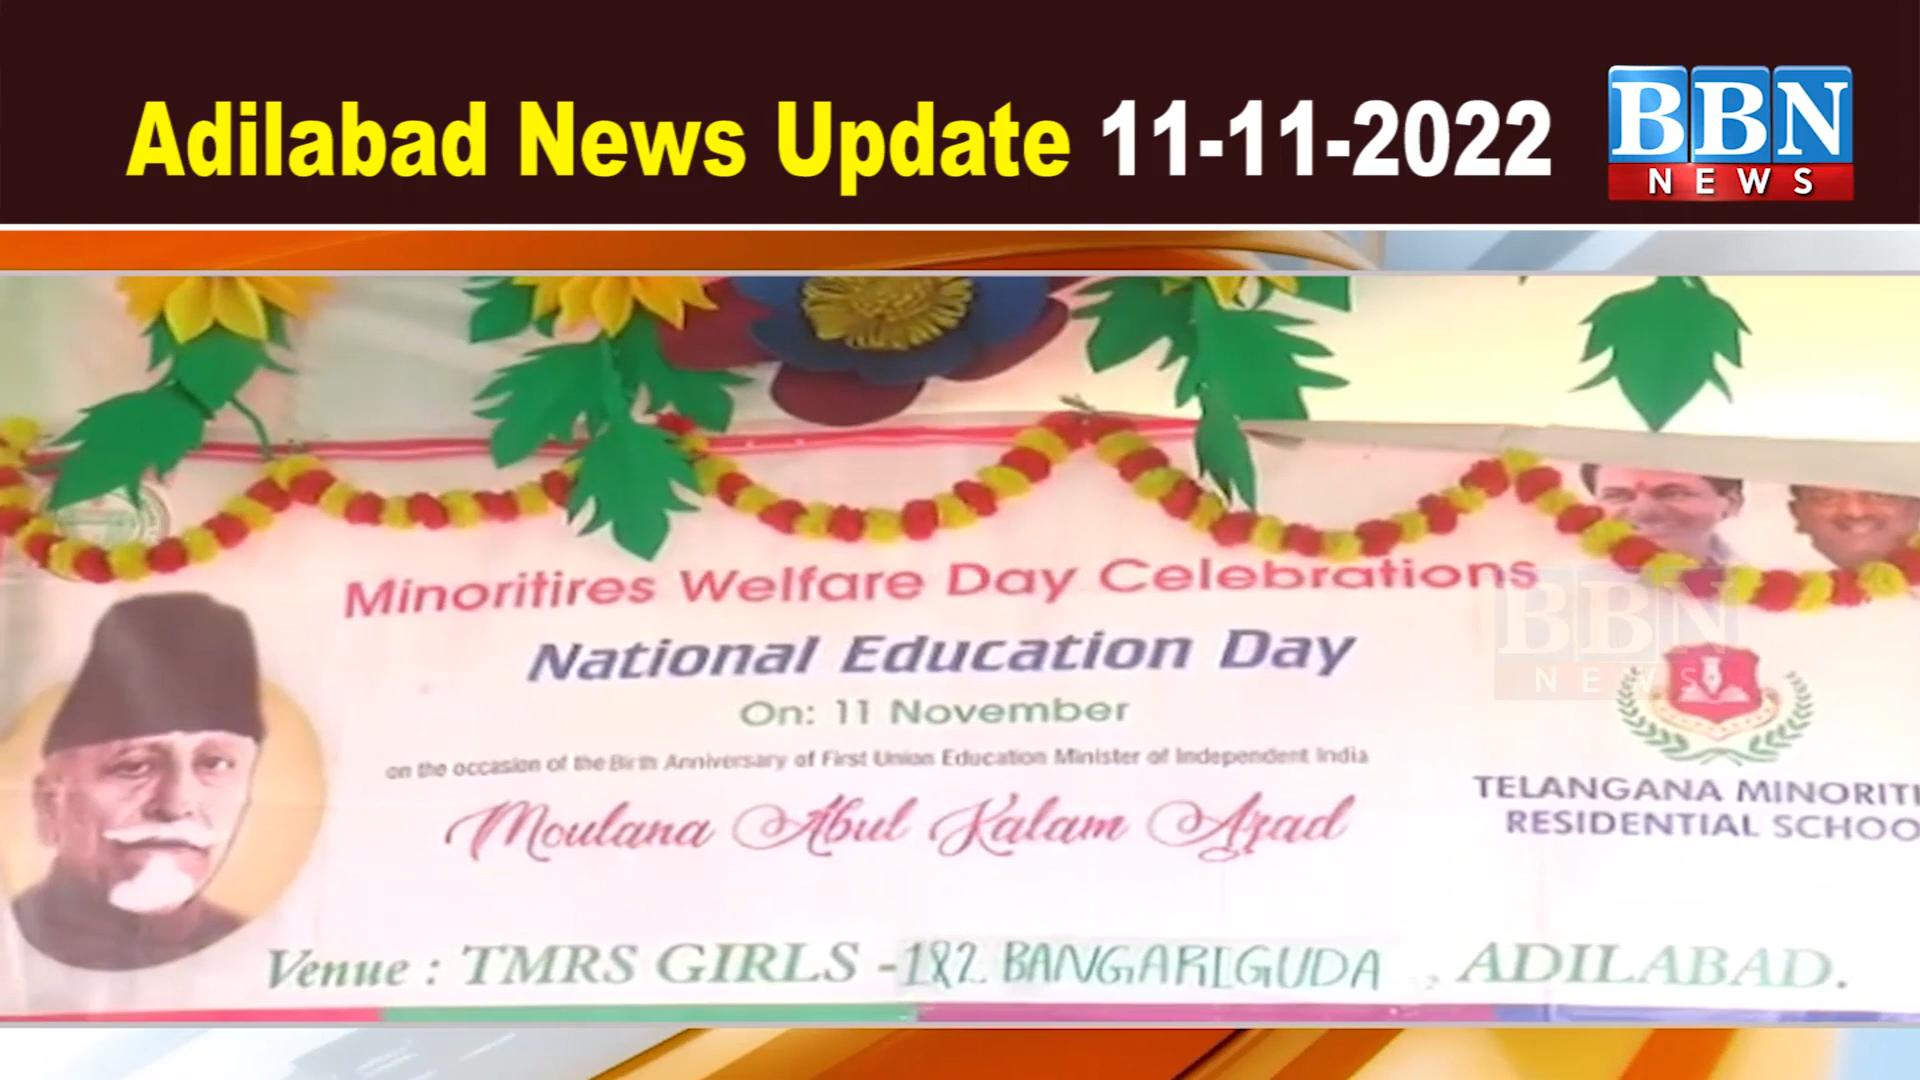 Adilabad News Update 11-11-2022
BBN
NEWS
Minoritires Welfare Day Celebrations
National Education Day
On: 11 November
on the occasion of the Birth Anniversary of First Union Education Minister of Independent India
Moulana Abul Kalam Azad
BBN
NEWS
TELANGANA MINORITI
RESIDENTIAL SCHOO
Venue : TMRS GIRLS - 1&2 BANGARIGUDA, ADILABAD.